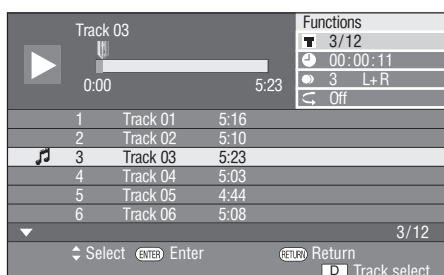 Track 03
0:00 5:23
Functions
T 3/12
00:00:11
3 L+R
Off
1 Track 01 5:16
2 Track 02 5:10
3 Track 03 5:23
4 Track 04 5:03
5 Track 05 4:44
6 Track 06 5:08
3/12
Select ENTER Enter RETURN Return
D Track select